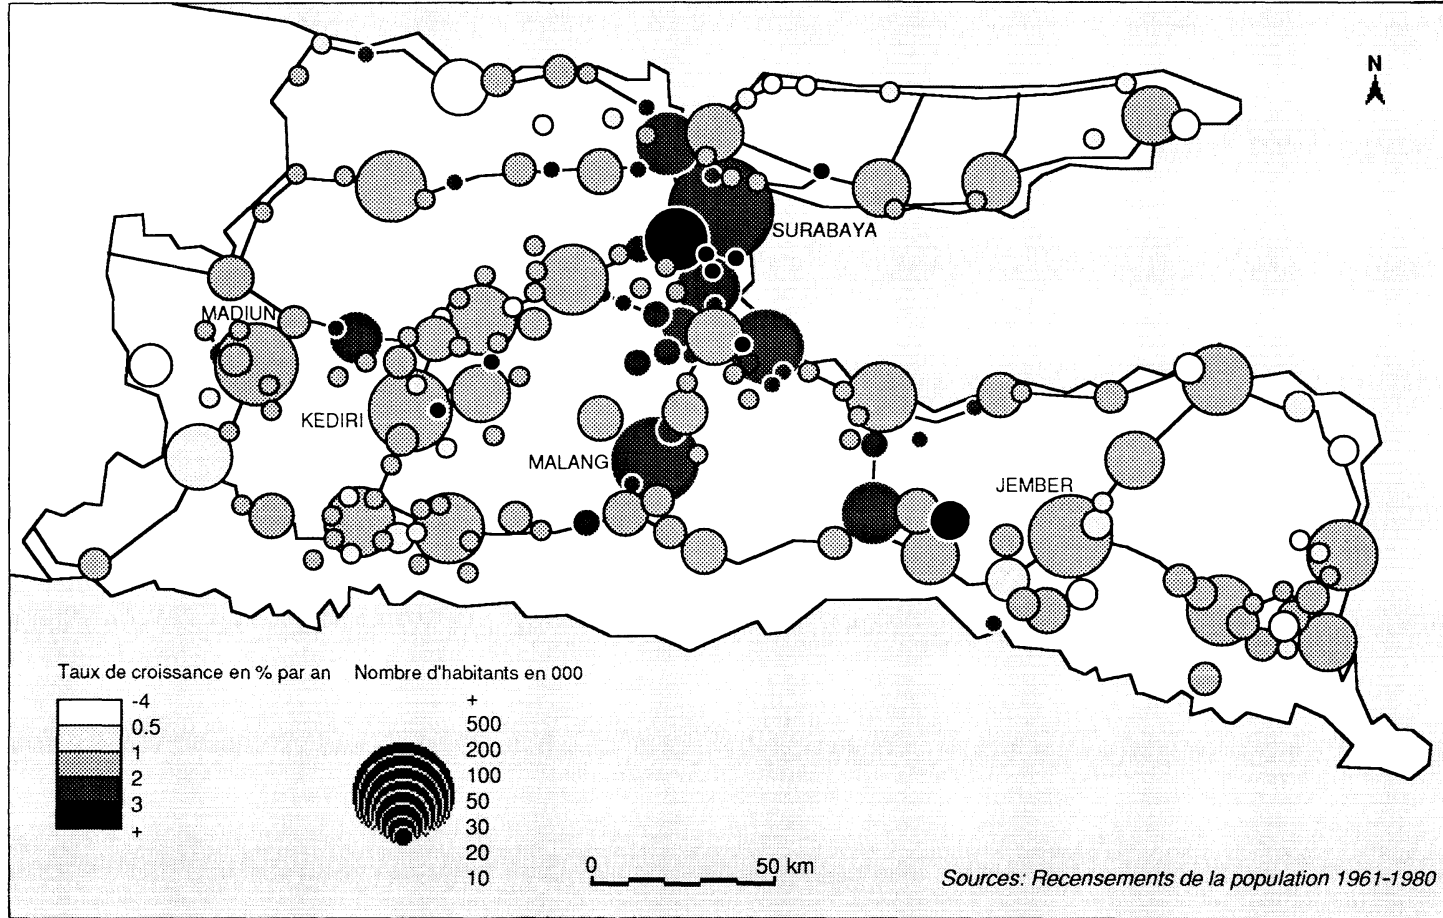 N
SURABAYA
MADIUN
KEDIRI
MALANG
JEMBER
Taux de croissance en % par an
-4
0.5
1
2
3
+
Nombre d'habitants en 000
+
500
200
100
50
30
20
10
0 50 km
Sources: Recensements de la population 1961-1980